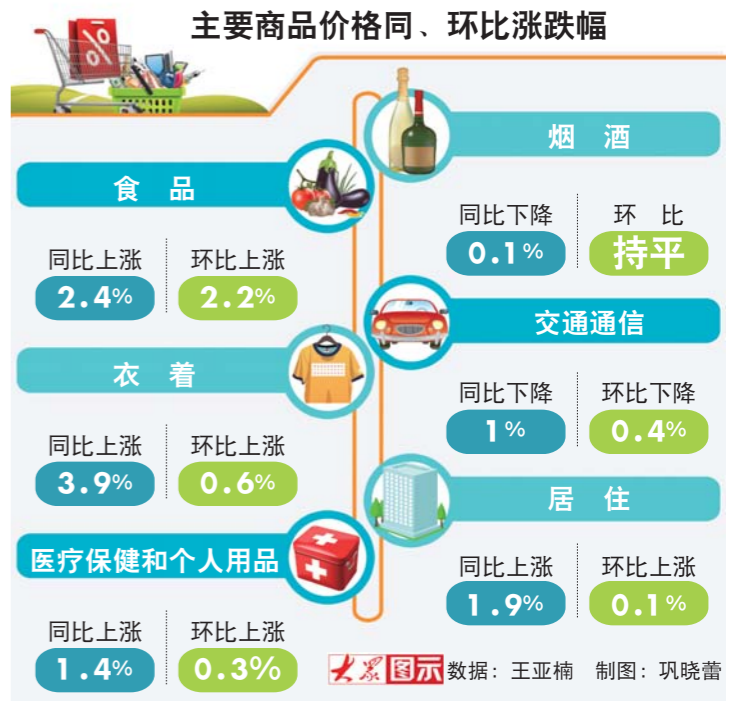 主要商品价格同、环比涨跌幅
%
食 品
同比上涨 环比上涨
2.4% 2.2%
衣 着
同比上涨 环比上涨
3.9% 0.6%
医疗保健和个人用品
同比上涨 环比上涨
1.4% 0.3%
烟 酒
同比下降 环 比
0.1% 持平
交通通信
同比下降 环比下降
1% 0.4%
居 住
同比上涨 环比上涨
1.9% 0.1%
大众图示 数据：王亚楠 制图：巩晓蕾